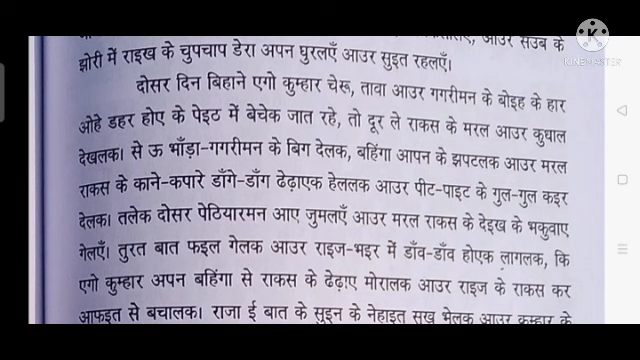 झोरी में राइख के चुपचाप डेरा अपन घुरलएँ आउर सुइत रहलएँ।
दोसर दिन बिहाने एगो कुम्हार चेरू, तावा आउर गगरीमन के बोइह के हार
ओहे डहर होए के पेइठ में बेचेक जात रहे, तो दूर ले राकस के मरल आउर कुघाल
देखलक। से ऊ भाँड़ा-गगरीमन के बिग देलक, बहिंगा आपन के झपटलक आउर मरल
राकस के काने-कपारे डाँगे-डाँग ढेढ़ाएक हेललक आउर पीट-पाइट के गुल-गुल कइर
देलक। तलेक दोसर पेठियारमन आए जुमलएँ आउर मरल राकस के देइख के भकुवाए
गेलएँ। तुरत बात फइल गेलक आउर राइज-भइर में डाँव-डाँव होएक लागलक, कि
एगो कुम्हार अपन बहिंगा से राकस के ढेढ़ाए मोरालक आउर राइज के राकस कर
आफइत से बचालक। राजा ई बात के सुइन के नेहाइत सुख भेलक आउर कुम्हार के
KINEMASTER